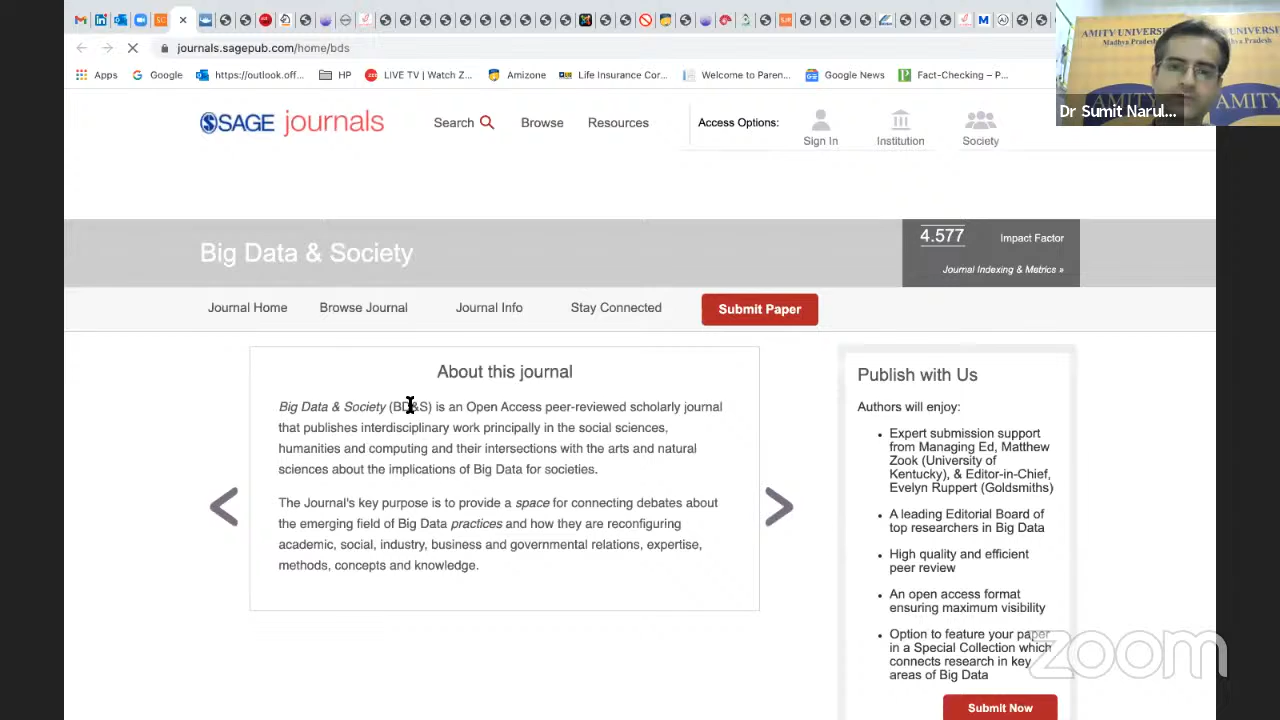 journals.sagepub.com/home/bds
Apps Google https://outlook.off... HP LIVE TV | Watch Z... Amizone Life Insurance Cor... Welcome to Paren... Google News Fact-Checking – P...
SAGE journals
Search Browse Resources
Access Options:
Sign In Institution Society
Big Data & Society
4.577 Impact Factor
Journal Indexing & Metrics »
Journal Home Browse Journal Journal Info Stay Connected Submit Paper
About this journal
Big Data & Society (BD&S) is an Open Access peer-reviewed scholarly journal
that publishes interdisciplinary work principally in the social sciences,
humanities and computing and their intersections with the arts and natural
sciences about the implications of Big Data for societies.
The Journal's key purpose is to provide a space for connecting debates about
the emerging field of Big Data practices and how they are reconfiguring
academic, social, industry, business and governmental relations, expertise,
methods, concepts and knowledge.
Publish with Us
Authors will enjoy:
Expert submission support
from Managing Ed, Matthew
Zook (University of
Kentucky), & Editor-in-Chief,
Evelyn Ruppert (Goldsmiths)
A leading Editorial Board of
top researchers in Big Data
High quality and efficient
peer review
An open access format
ensuring maximum visibility
Option to feature your paper
in a Special Collection which
connects research in key
areas of Big Data
Submit Now
AMITY UNIVERSITY
Madhya Pradesh
Pradesh
AMITY
Dr Sumit Narul...
zoom